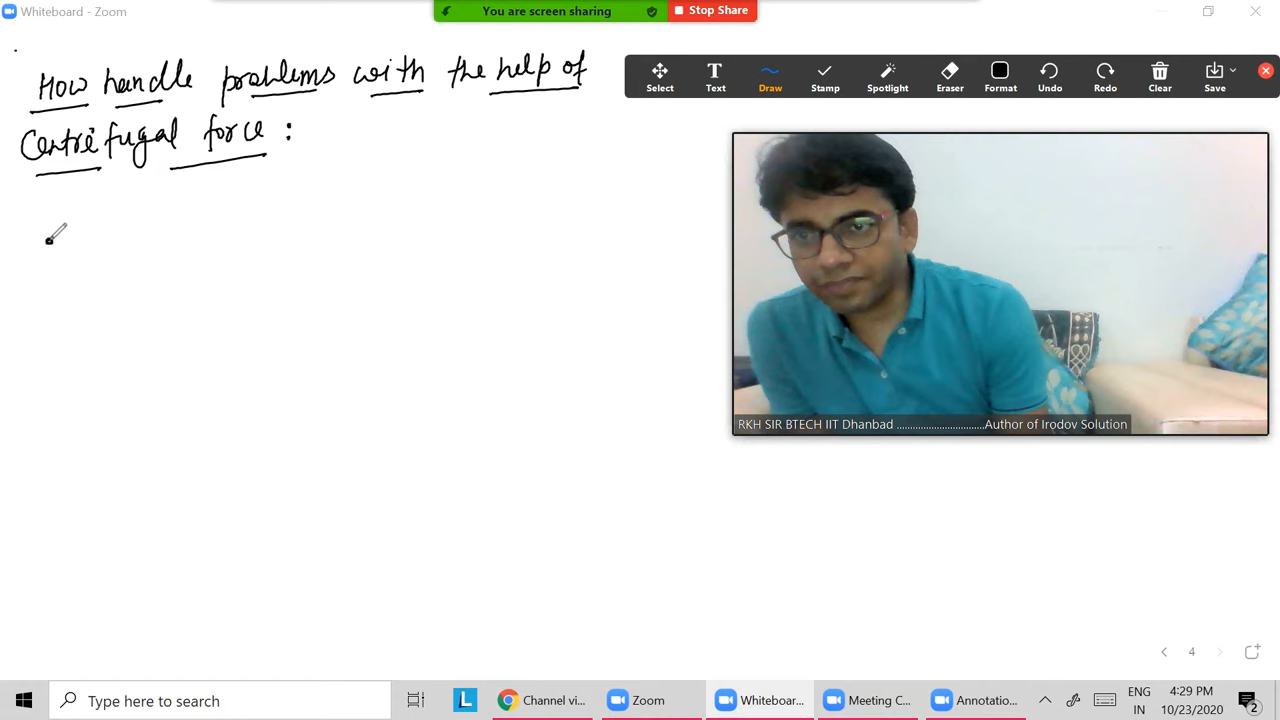 Whiteboard - Zoom
You are screen sharing
Stop Share
How handle problems with the help of
Centrifugal force :
Select
Text
Draw
Stamp
Spotlight
Eraser
Format
Undo
Redo
Clear
Save
RKH SIR BTECH IIT Dhanbad ................................Author of Irodov Solution
4
Type here to search
L
Channel vi...
Zoom
Whiteboar...
Meeting C...
Annotatio...
ENG
IN
4:29 PM
10/23/2020
2